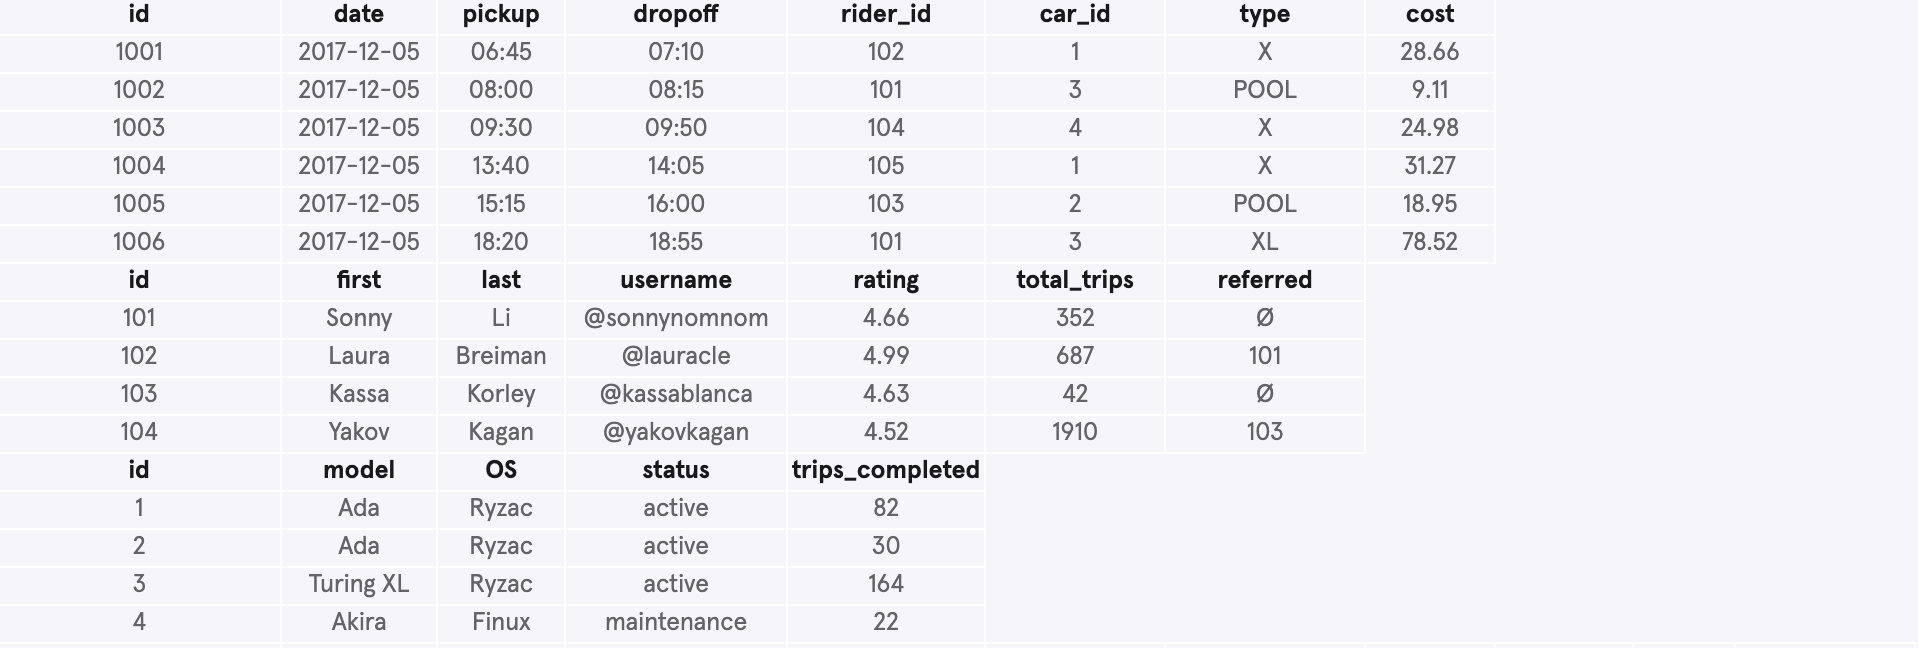 id date pickup dropoff rider_id car_id type cost
1001 2017-12-05 06:45 07:10 102 1 X 28.66
1002 2017-12-05 08:00 08:15 101 3 POOL 9.11
1003 2017-12-05 09:30 09:50 104 4 X 24.98
1004 2017-12-05 13:40 14:05 105 1 X 31.27
1005 2017-12-05 15:15 16:00 103 2 POOL 18.95
1006 2017-12-05 18:20 18:55 101 3 XL 78.52
id first last username rating total_trips referred
101 Sonny Li @sonnynomnom 4.66 352 Ø
102 Laura Breiman @lauracle 4.99 687 101
103 Kassa Korley @kassablanca 4.63 42 Ø
104 Yakov Kagan @yakovkagan 4.52 1910 103
id model OS status trips_completed
1 Ada Ryzac active 82
2 Ada Ryzac active 30
3 Turing XL Ryzac active 164
4 Akira Finux maintenance 22